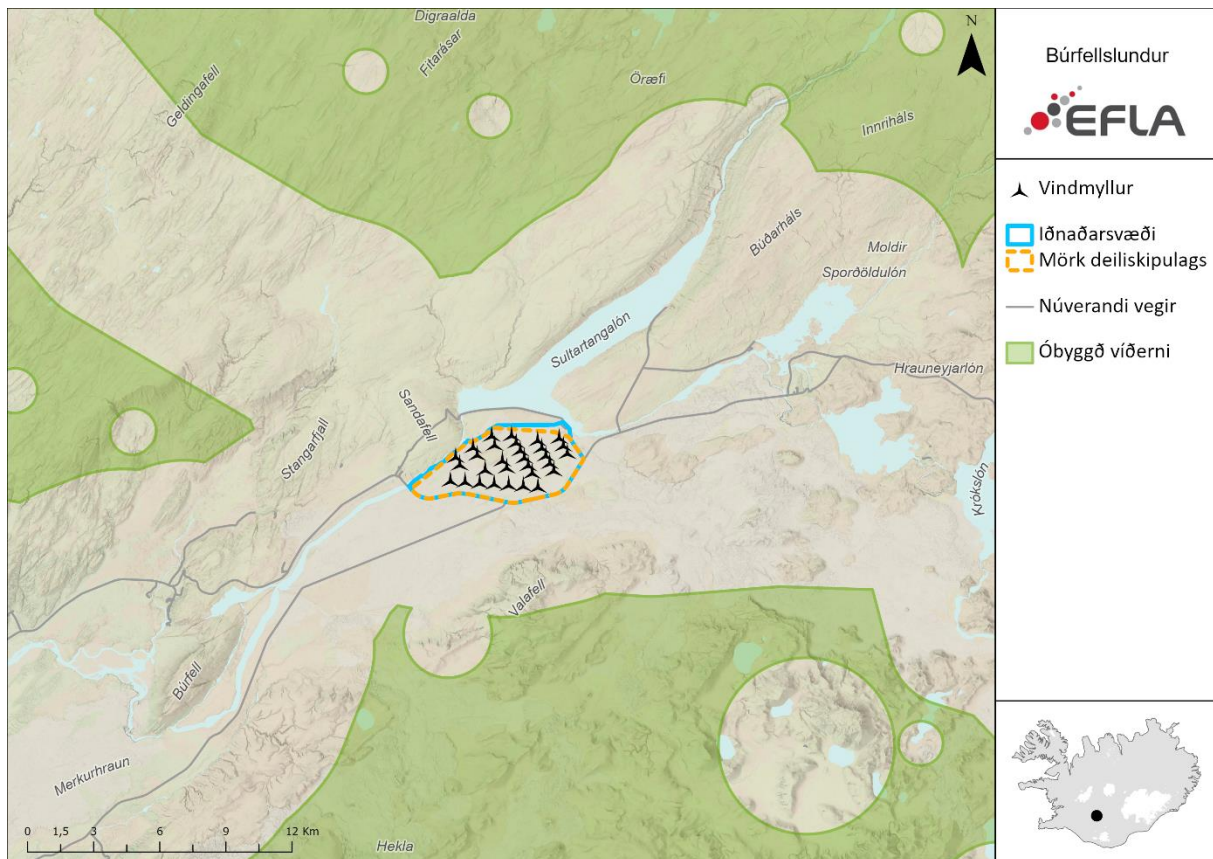 Digraalda
Fitarásar
Geldingafell
Öræfi
Innriháls
Búðarháls
Moldir
Sporðöldulón
Sultartangalón
Hrauneyjarlón
Sandafell
Stangarfjall
Krókslón
Valafell
Búrfell
Merkurhraun
Hekla
0 1,5 3 6 9 12 Km
N
Búrfellslundur
EFLA
Vindmyllur
Iðnaðarsvæði
Mörk deiliskipulags
Núverandi vegir
Óbyggð víðerni